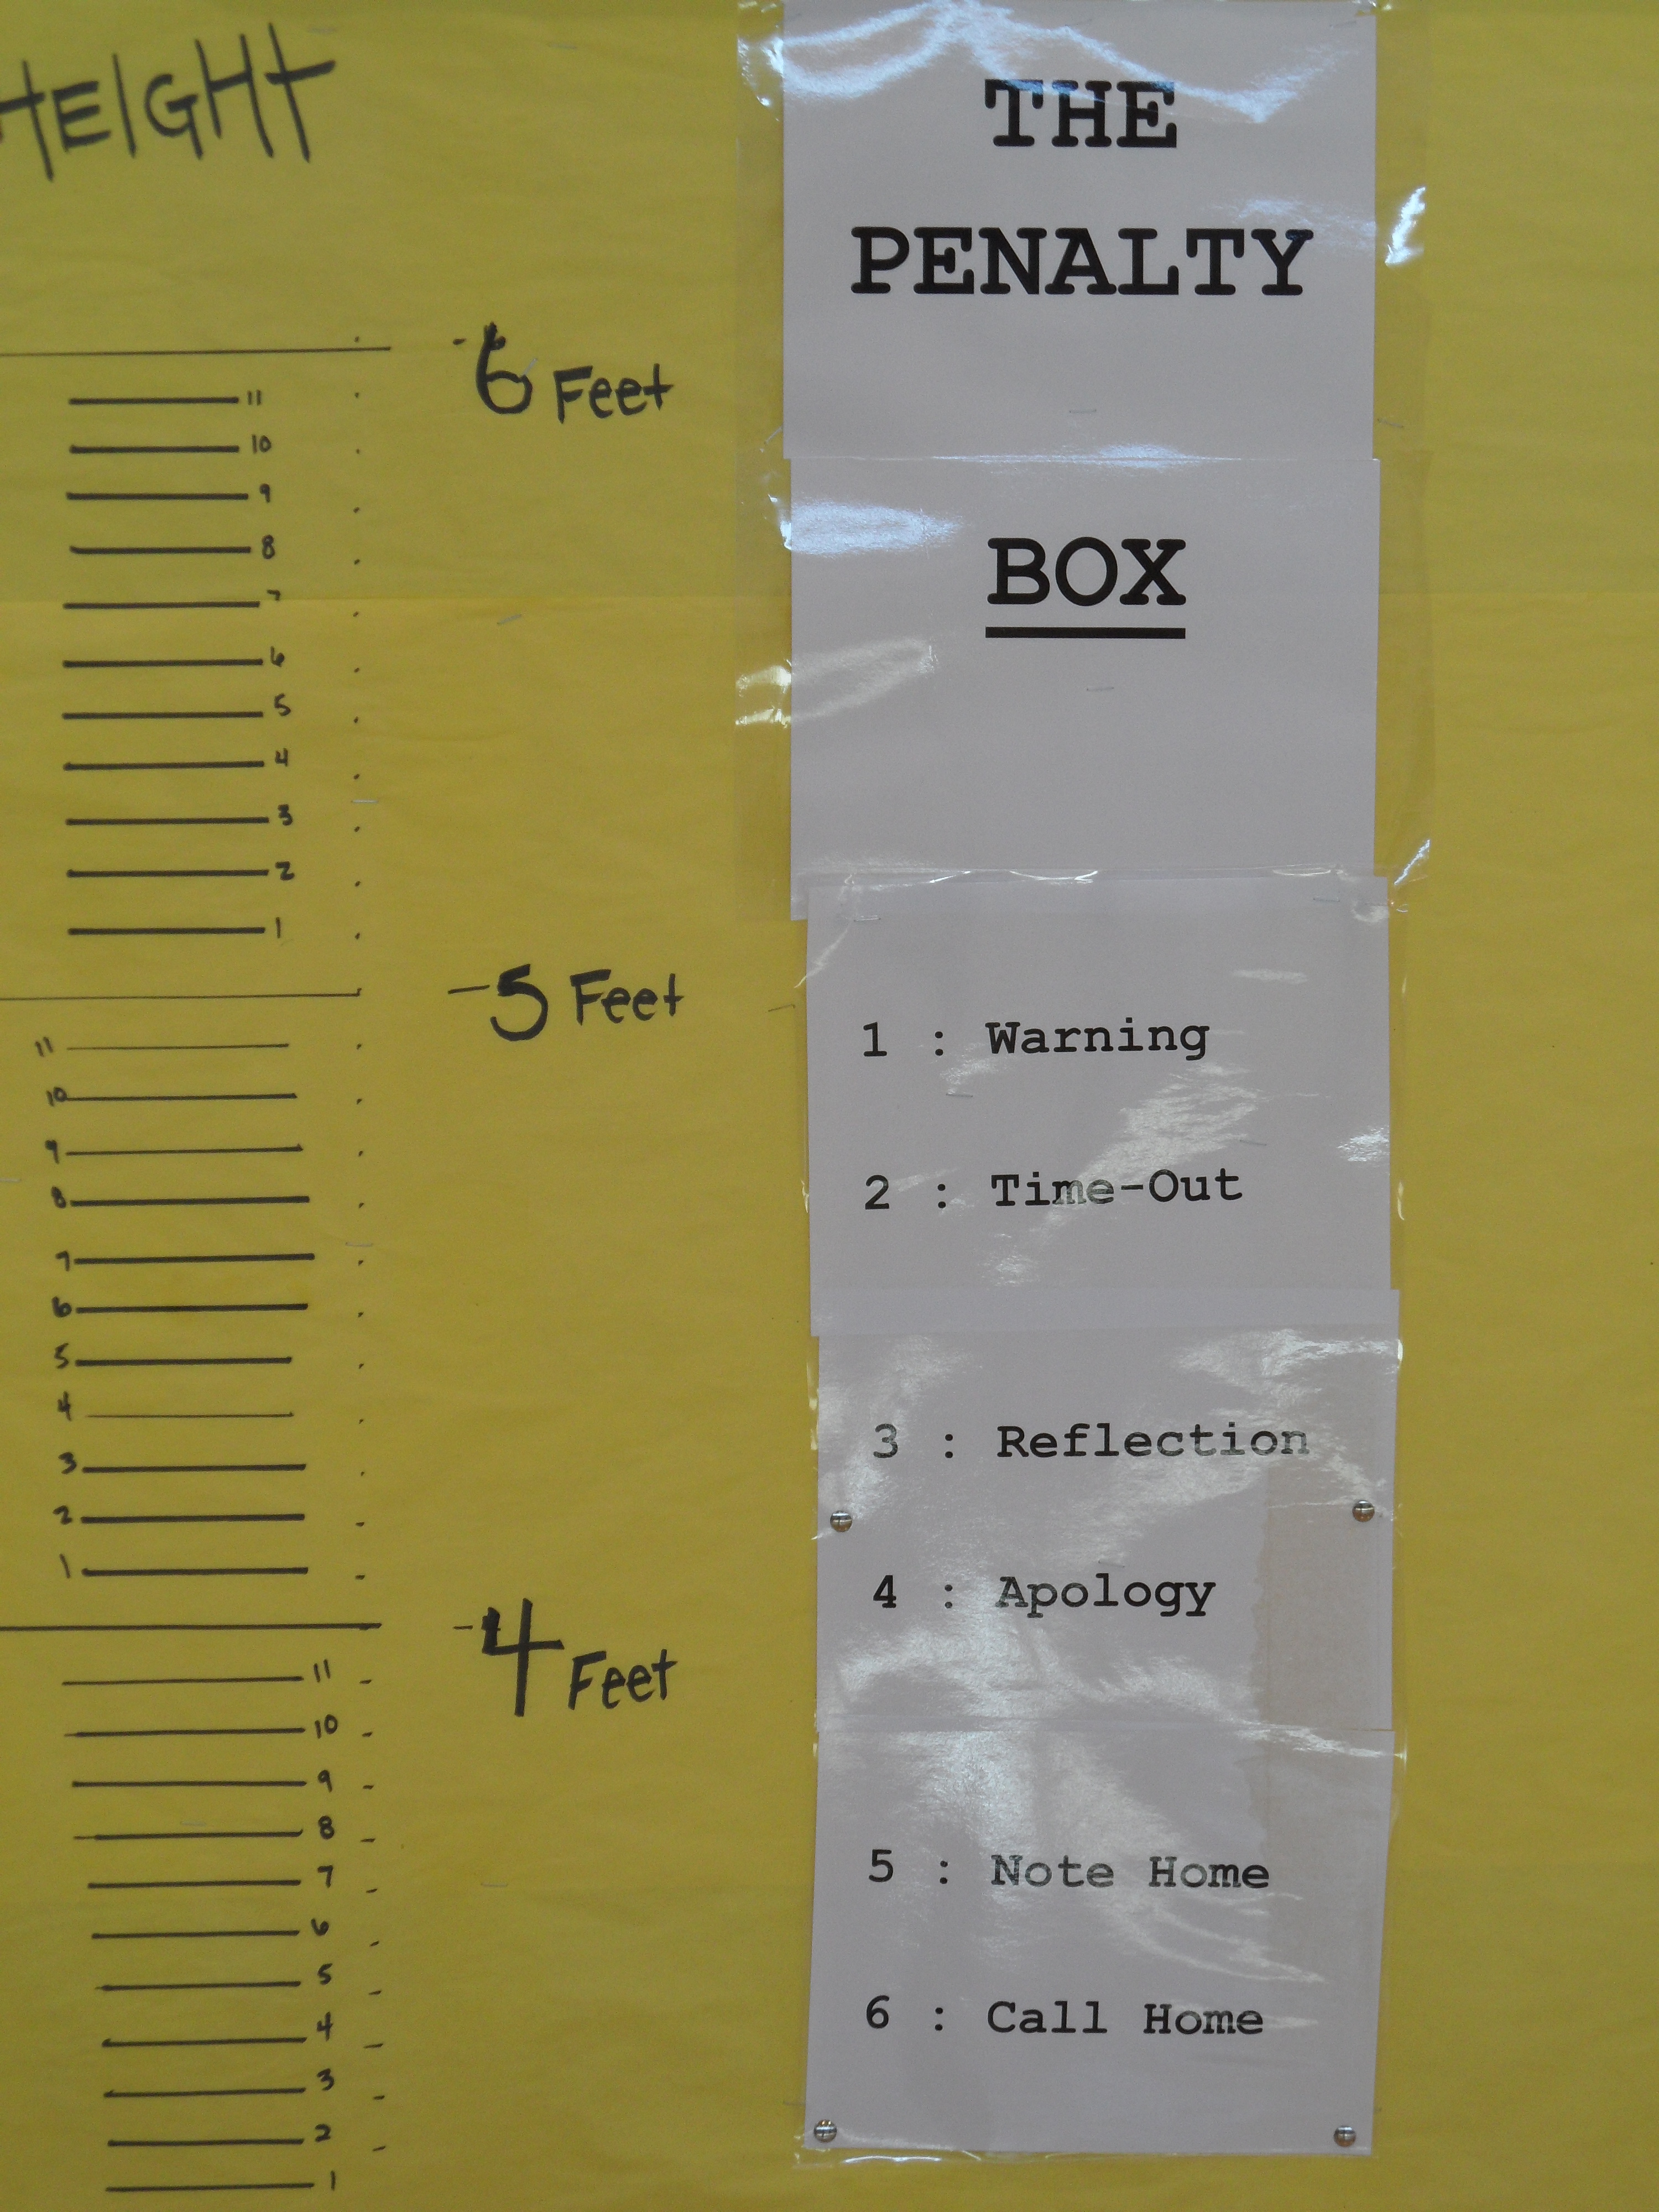 HEIGHT
6 Feet
11
10
9
8
7
6
5
4
3
2
1
5 Feet
11
10
9
8
7
6
5
4
3
2
1
4 Feet
11
10
9
8
7
6
5
4
3
2
1
THE
PENALTY
BOX
1 : Warning
2 : Time-Out
3 : Reflection
4 : Apology
5 : Note Home
6 : Call Home